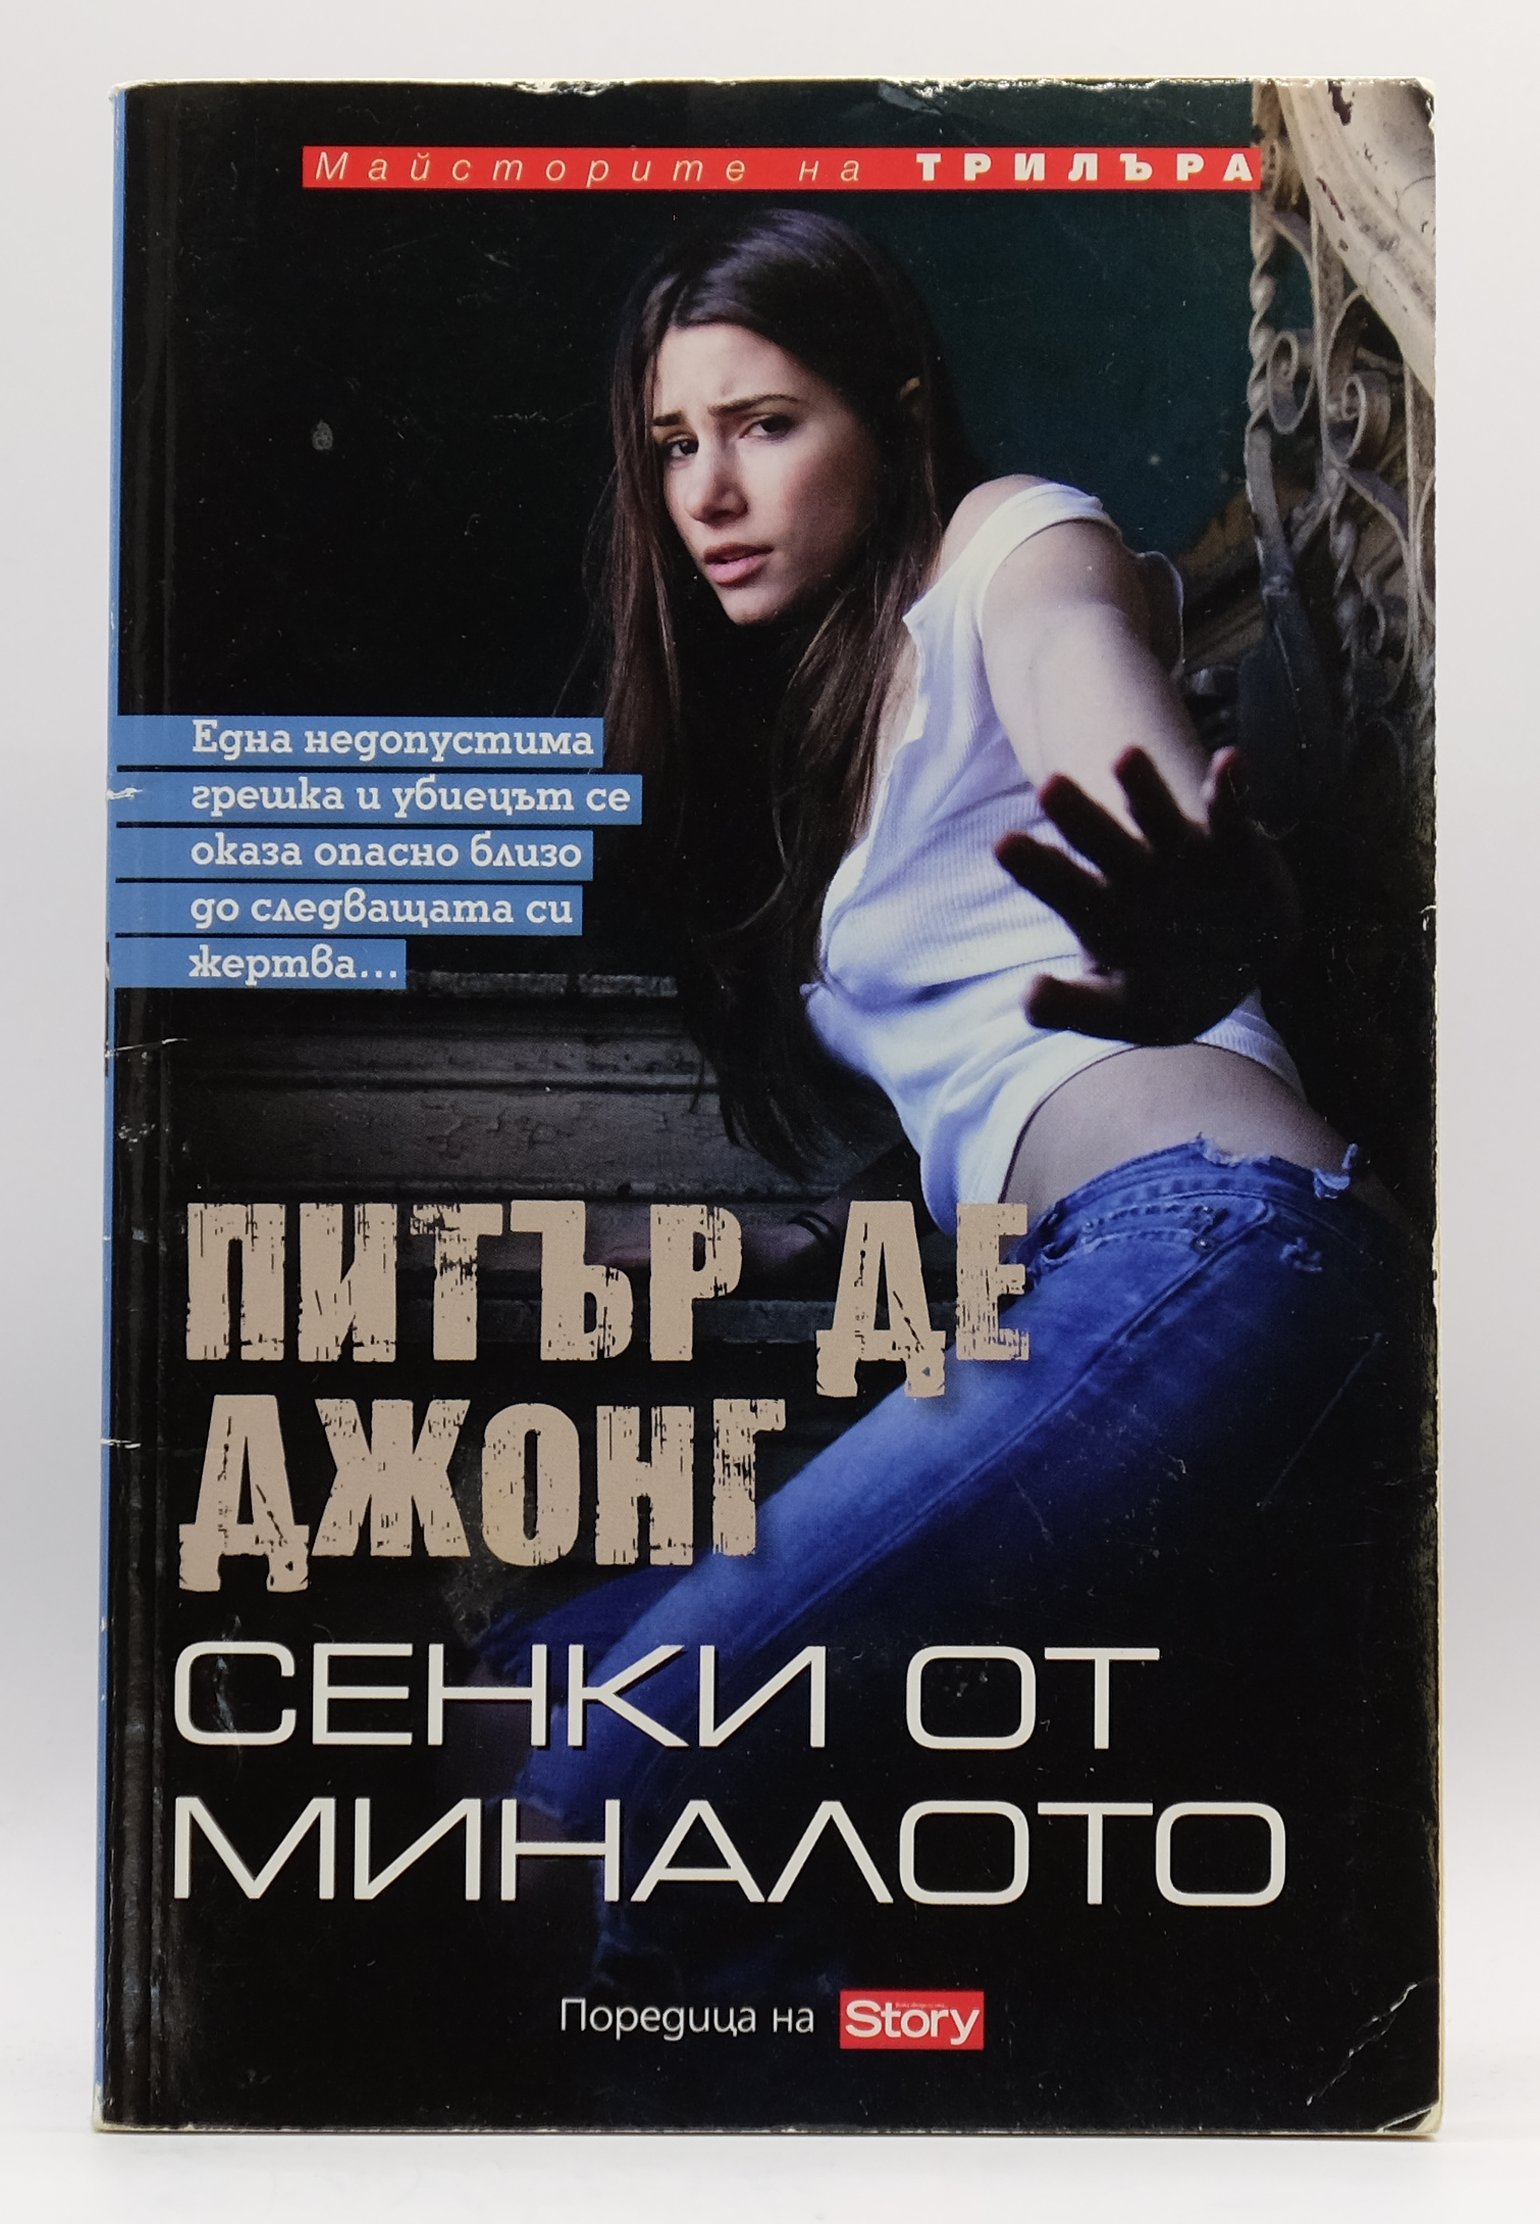 Майсторите на ТРИЛЪРА
Една недопустима
грешка и убиецът се
оказа опасно близо
до следващата си
жертва...
ПИТЪР ДЕ
ДЖОНГ
СЕНКИ ОТ
МИНАЛОТО
Поредица на Story